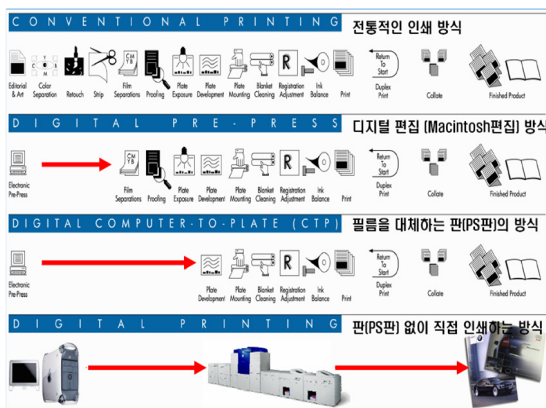 CONVENTIONAL PRINTING 전통적인 인쇄 방식
Editorial & Art
Color Separation
Retouch
Strip
CMYB
Film Separations
Proofing
Plate Exposure
Plate Development
Plate Mounting
Blanket Cleaning
R
Registration Adjustment
Ink Balance
Print
Return To Start
Duplex Print
Collate
Finished Product
DIGITAL PRE-PRESS 디지털 편집 (Macintosh편집) 방식
Electronic Pre-Press
CMYB
Film Separations
Proofing
Plate Exposure
Plate Development
Plate Mounting
Blanket Cleaning
R
Registration Adjustment
Ink Balance
Print
Return To Start
Duplex Print
Collate
Finished Product
DIGITAL COMPUTER-TO-PLATE (CTP) 필름을 대체하는 판(PS판)의 방식
Electronic Pre-Press
Plate Development
Plate Mounting
Blanket Cleaning
R
Registration Adjustment
Ink Balance
Print
Return To Start
Duplex Print
Collate
Finished Product
DIGITAL PRINTING 판(PS판) 없이 직접 인쇄하는 방식